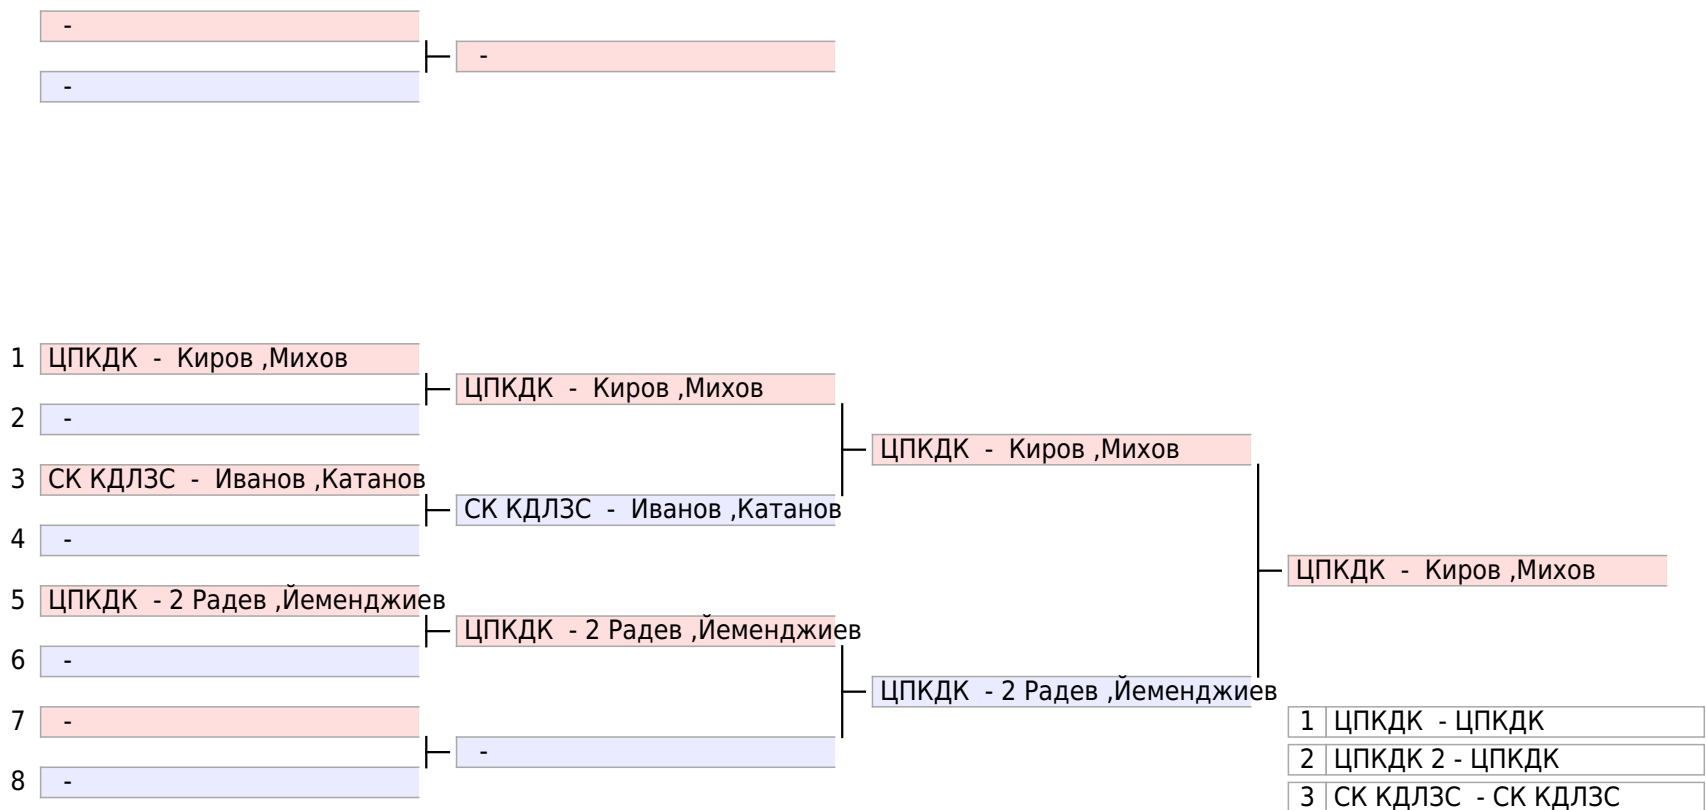 -
-
-
1 ЦПКДК - Киров ,Михов
ЦПКДК - Киров ,Михов
2 -
ЦПКДК - Киров ,Михов
3 СК КДЛЗС - Иванов ,Катанов
СК КДЛЗС - Иванов ,Катанов
4 -
ЦПКДК - Киров ,Михов
5 ЦПКДК - 2 Радев ,Йеменджиев
ЦПКДК - 2 Радев ,Йеменджиев
6 -
ЦПКДК - 2 Радев ,Йеменджиев
7 -
1 ЦПКДК - ЦПКДК
-
2 ЦПКДК 2 - ЦПКДК
8 -
3 СК КДЛЗС - СК КДЛЗС